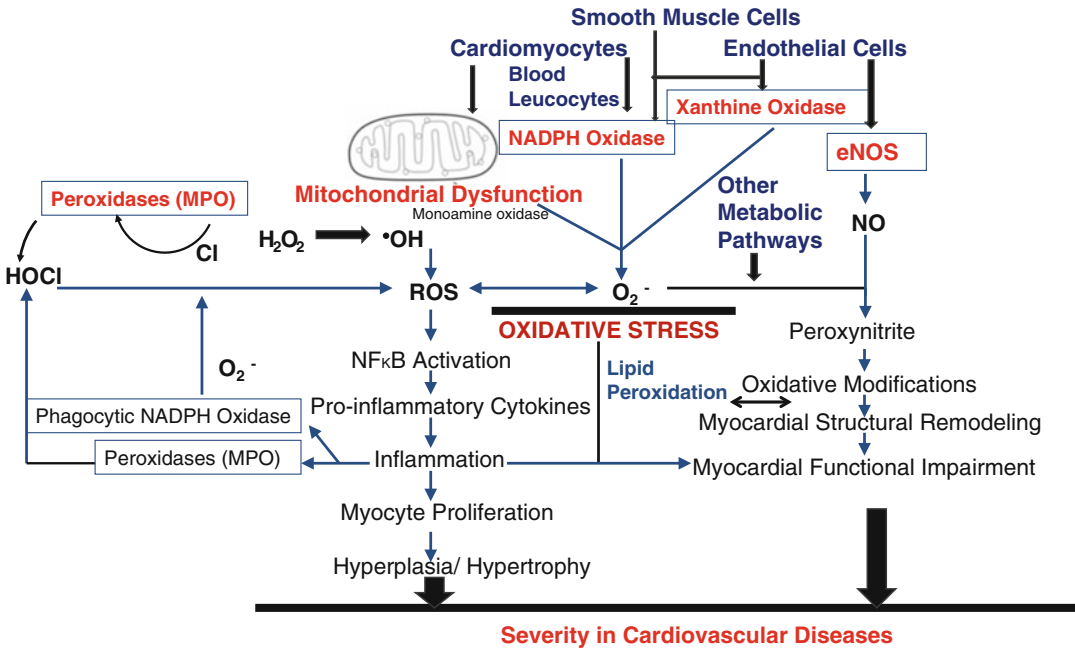 Smooth Muscle Cells
Cardiomyocytes
Endothelial Cells
Blood
Leucocytes
Xanthine Oxidase
NADPH Oxidase
eNOS
Mitochondrial Dysfunction
Monoamine oxidase
Other
Metabolic
Pathways
Peroxidases (MPO)
Cl
NO
H₂O₂
•OH
HOCl
ROS
O₂⁻
OXIDATIVE STRESS
Peroxynitrite
NFκB Activation
Lipid
Peroxidation
O₂⁻
Oxidative Modifications
Pro-inflammatory Cytokines
Phagocytic NADPH Oxidase
Myocardial Structural Remodeling
Peroxidases (MPO)
Inflammation
Myocardial Functional Impairment
Myocyte Proliferation
Hyperplasia/ Hypertrophy
Severity in Cardiovascular Diseases